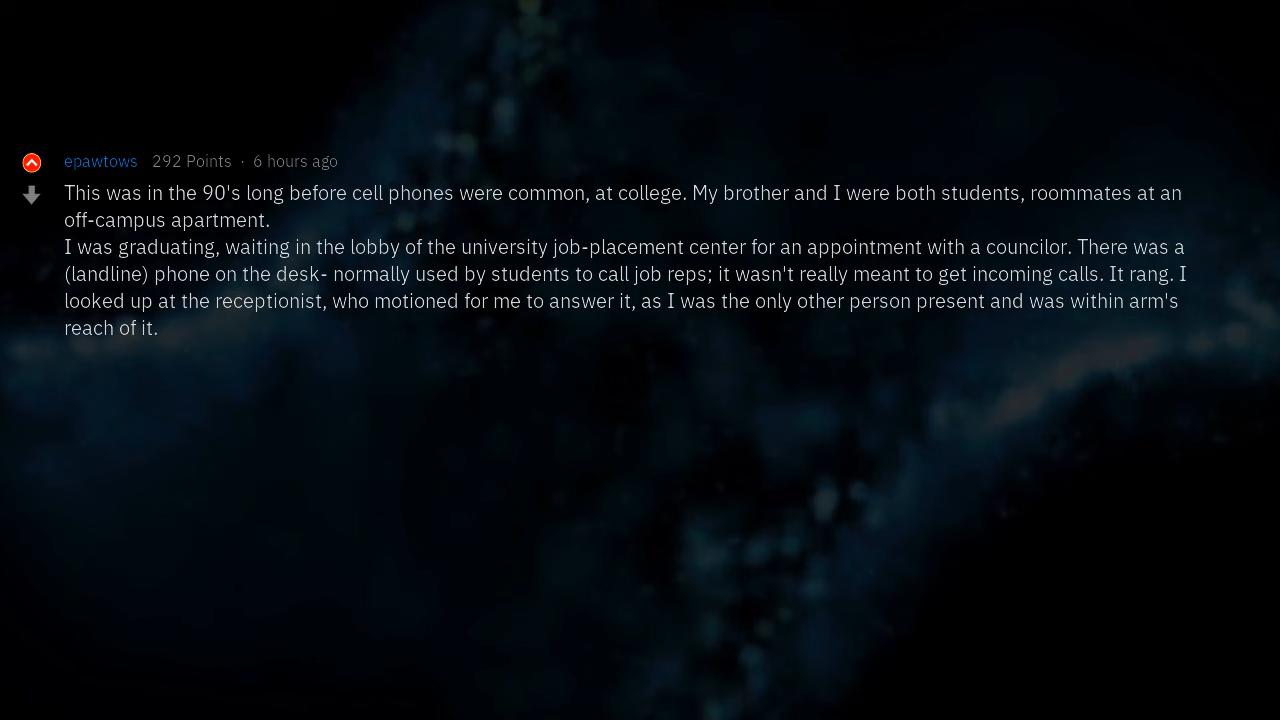 epawtows 292 Points · 6 hours ago
This was in the 90's long before cell phones were common, at college. My brother and I were both students, roommates at an
off-campus apartment.
I was graduating, waiting in the lobby of the university job-placement center for an appointment with a councilor. There was a
(landline) phone on the desk- normally used by students to call job reps; it wasn't really meant to get incoming calls. It rang. I
looked up at the receptionist, who motioned for me to answer it, as I was the only other person present and was within arm's
reach of it.